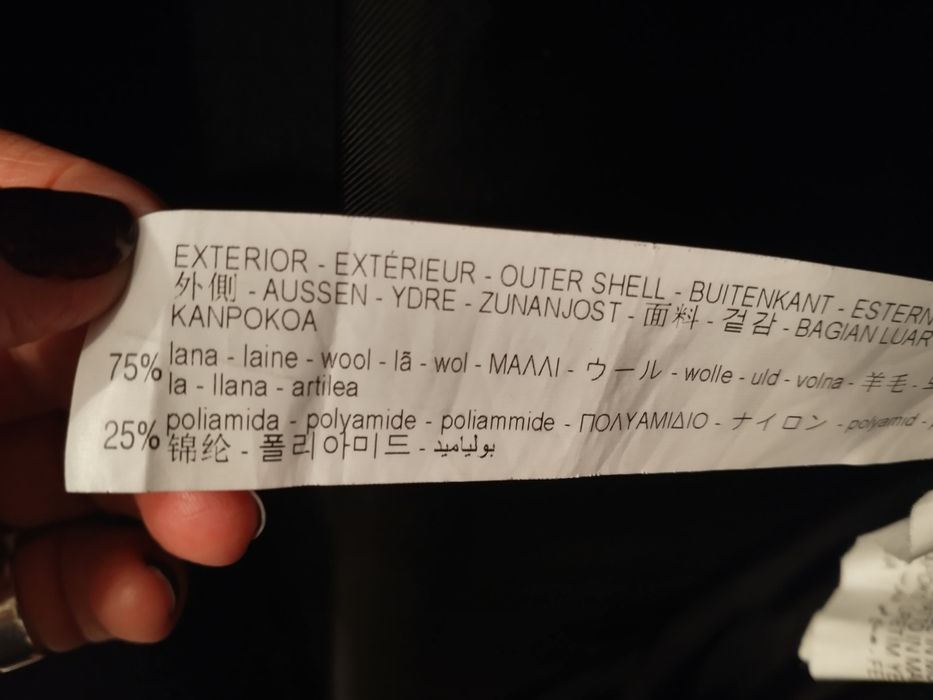 EXTERIOR - EXTÉRIEUR - OUTER SHELL - BUITENKANT - ESTERN
外側 - AUSSEN - YDRE - ZUNANJOST - 面料 - 겉감 - BAGIAN LUAR
KANPOKOA
75% lana - laine - wool - lã - wol - ΜΑΛΛΙ - ウール - wolle - uld - volna - 羊毛 -
la - llana - artilea
25% poliamida - polyamide - poliammide - ΠΟΛΥΑΜΙΔΙΟ - ナイロン - polyamid -
锦纶 - 폴리아미드 - بولياميد